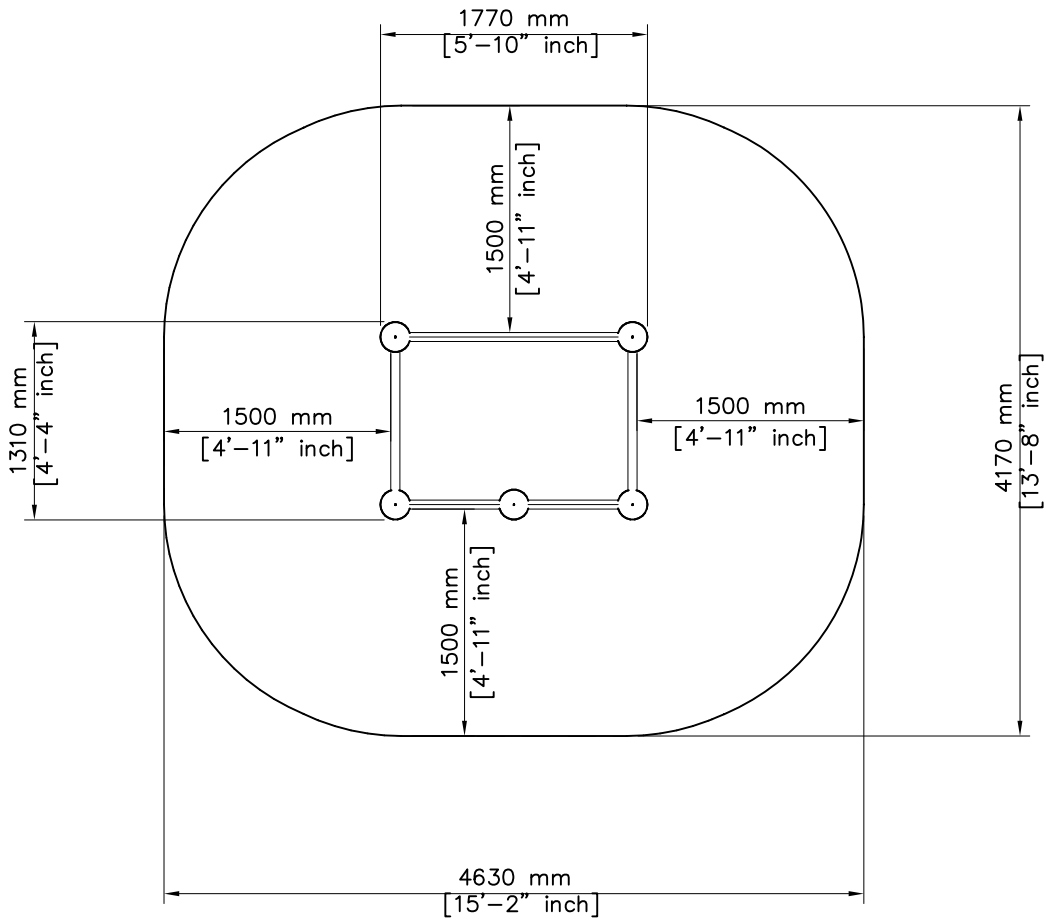 1770 mm
[5'-10" inch]
1500 mm
[4'-11" inch]
1310 mm
[4'-4" inch]
1500 mm
[4'-11" inch]
1500 mm
[4'-11" inch]
4170 mm
[13'-8" inch]
1500 mm
[4'-11" inch]
4630 mm
[15'-2" inch]